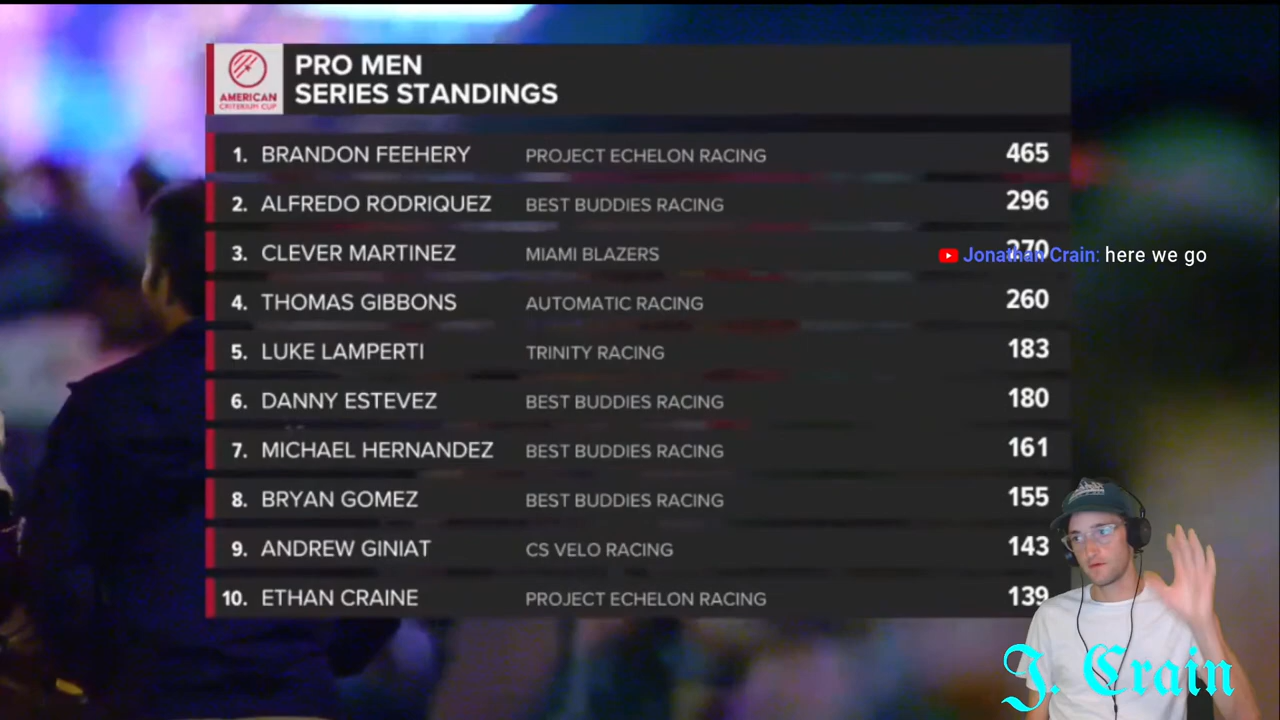 PRO MEN
SERIES STANDINGS
AMERICAN
CRITERIUM CUP
1. BRANDON FEEHERY PROJECT ECHELON RACING 465
2. ALFREDO RODRIQUEZ BEST BUDDIES RACING 296
3. CLEVER MARTINEZ MIAMI BLAZERS 270
Jonathan Crain: here we go
4. THOMAS GIBBONS AUTOMATIC RACING 260
5. LUKE LAMPERTI TRINITY RACING 183
6. DANNY ESTEVEZ BEST BUDDIES RACING 180
7. MICHAEL HERNANDEZ BEST BUDDIES RACING 161
8. BRYAN GOMEZ BEST BUDDIES RACING 155
9. ANDREW GINIAT CS VELO RACING 143
10. ETHAN CRAINE PROJECT ECHELON RACING 139
J. Crain